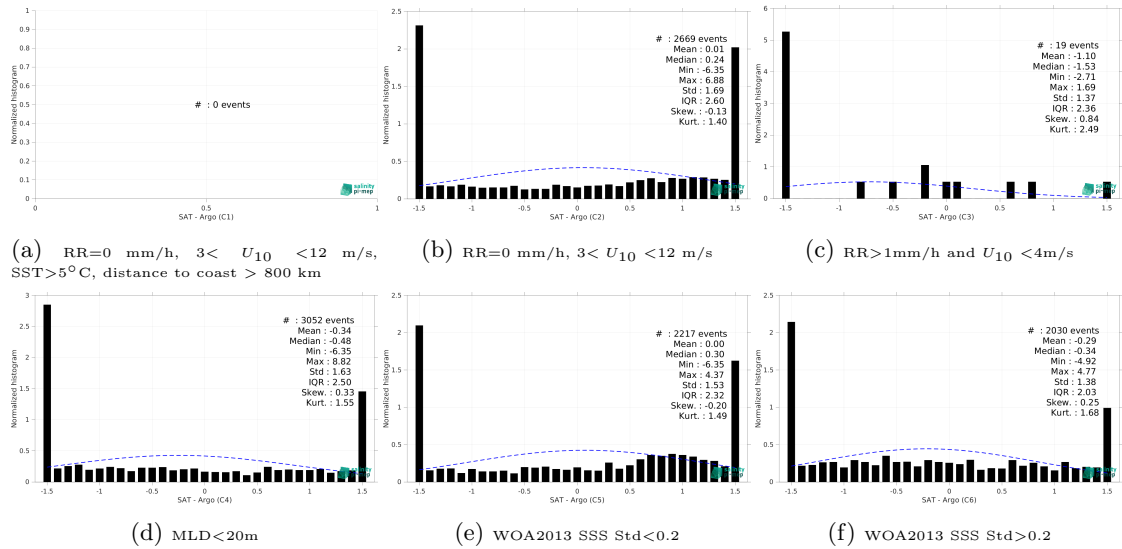 1
0.9
0.8
0.7
0.6
0.5
0.4
0.3
0.2
0.1
0
Normalized histogram
# : 0 events
salinity
pi-mep
0 0.5 1
SAT - Argo (C1)
(a) RR=0 mm/h, 3< U10 <12 m/s,
SST>5°C, distance to coast > 800 km
2.5
2
1.5
1
0.5
0
Normalized histogram
# : 2669 events
Mean : 0.01
Median : 0.24
Min : -6.35
Max : 6.88
Std : 1.69
IQR : 2.60
Skew. : -0.13
Kurt. : 1.40
salinity
pi-mep
-1.5 -1 -0.5 0 0.5 1 1.5
SAT - Argo (C2)
(b) RR=0 mm/h, 3< U10 <12 m/s
6
5
4
3
2
1
0
Normalized histogram
# : 19 events
Mean : -1.10
Median : -1.53
Min : -2.71
Max : 1.69
Std : 1.37
IQR : 2.36
Skew. : 0.84
Kurt. : 2.49
salinity
pi-mep
-1.5 -1 -0.5 0 0.5 1 1.5
SAT - Argo (C3)
(c) RR>1mm/h and U10 <4m/s
3
2.5
2
1.5
1
0.5
0
Normalized histogram
# : 3052 events
Mean : -0.34
Median : -0.48
Min : -6.35
Max : 8.82
Std : 1.63
IQR : 2.50
Skew. : 0.33
Kurt. : 1.55
salinity
pi-mep
-1.5 -1 -0.5 0 0.5 1 1.5
SAT - Argo (C4)
(d) MLD<20m
2.5
2
1.5
1
0.5
0
Normalized histogram
# : 2217 events
Mean : 0.00
Median : 0.30
Min : -6.35
Max : 4.37
Std : 1.53
IQR : 2.32
Skew. : -0.20
Kurt. : 1.49
salinity
pi-mep
-1.5 -1 -0.5 0 0.5 1 1.5
SAT - Argo (C5)
(e) WOA2013 SSS Std<0.2
2.5
2
1.5
1
0.5
0
Normalized histogram
# : 2030 events
Mean : -0.29
Median : -0.34
Min : -4.92
Max : 4.77
Std : 1.38
IQR : 2.03
Skew. : 0.25
Kurt. : 1.68
salinity
pi-mep
-1.5 -1 -0.5 0 0.5 1 1.5
SAT - Argo (C6)
(f) WOA2013 SSS Std>0.2